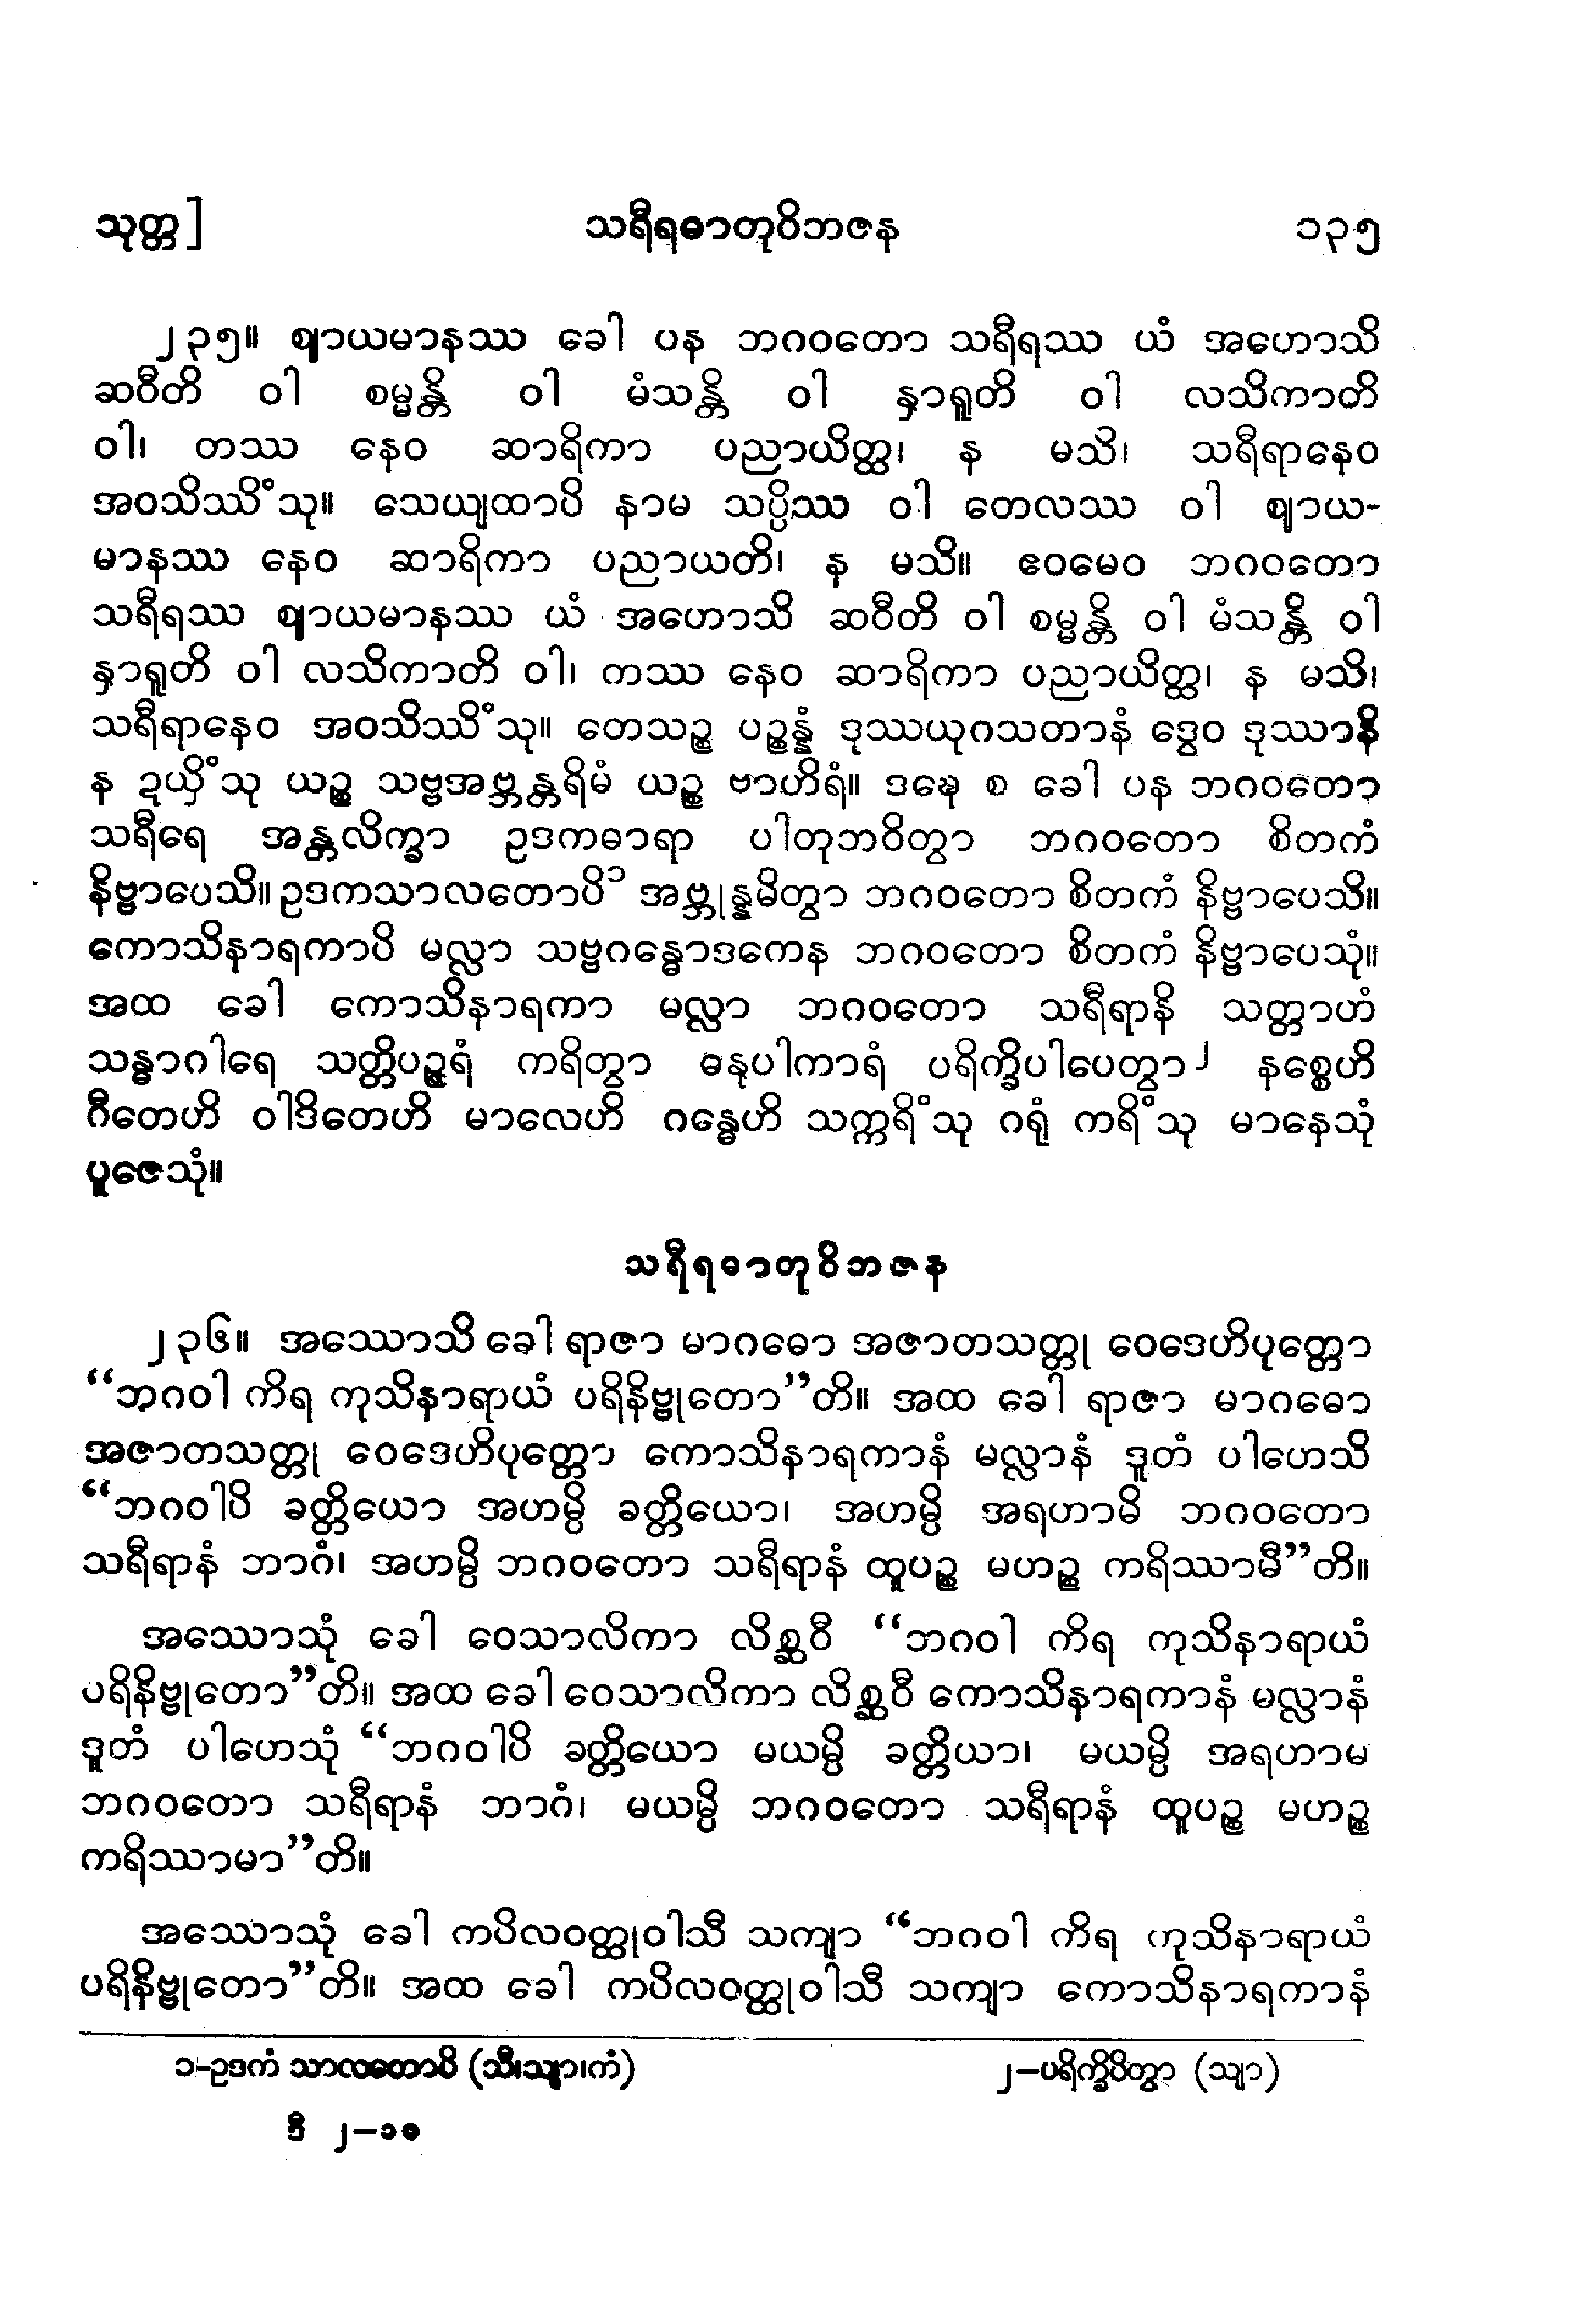 သုတ္တ] သရီရဓာတုဝိဘဇန ၁၃၅
၂၃၅။ ဈာယမာနဿ ခေါ ပန ဘဂဝတော သရီရဿ ယံ အဟောသိ
ဆဝီတိ ဝါ စမ္မန္တိ ဝါ မံသန္တိ ဝါ နှာရူတိ ဝါ လသိကာတိ
ဝါ၊ တဿ နေဝ ဆာရိကာ ပညာယိတ္ထ၊ န မသိ၊ သရီရာနေဝ
အဝသိဿိံသု။ သေယျထာပိ နာမ သပ္ပိဿ ဝါ တေလဿ ဝါ ဈာယ-
မာနဿ နေဝ ဆာရိကာ ပညာယတိ၊ န မသိ။ ဧဝမေဝ ဘဂဝတော
သရီရဿ ဈာယမာနဿ ယံ အဟောသိ ဆဝီတိ ဝါ စမ္မန္တိ ဝါ မံသန္တိ ဝါ
နှာရူတိ ဝါ လသိကာတိ ဝါ၊ ကဿ နေဝ ဆာရိကာ ပညာယိတ္ထ၊ န မသိ၊
သရီရာနေဝ အဝသိဿိံသု။ တေသဉ္စ ပဉ္စန္နံ ဒုဿယုဂသတာနံ ဒွေဝ ဒုဿာနိ
န ဍယှိံသု ယဉ္စ သဗ္ဗအဗ္ဘန္တရိမံ ယဉ္စ ဗာဟိရံ။ ဒဍ္ဎေ စ ခေါ ပန ဘဂဝတော
သရီရေ အန္တလိက္ခာ ဥဒကဓာရာ ပါတုဘဝိတွာ ဘဂဝတော စိတကံ
နိဗ္ဗာပေသိ။ ဥဒကသာလတောပိ ၁ အဗ္ဘုန္နမိတွာ ဘဂဝတော စိတကံ နိဗ္ဗာပေသိ။
ကောသိနာရကာပိ မလ္လာ သဗ္ဗဂန္ဓောဒကေန ဘဂဝတော စိတကံ နိဗ္ဗာပေသုံ။
အထ ခေါ ကောသိနာရကာ မလ္လာ ဘဂဝတော သရီရာနိ သတ္တာဟံ
သန္ဓာဂါရေ သတ္တိပဉ္ဇရံ ကရိတွာ ဓနုပါကာရံ ပရိက္ခိပါပေတွာ ၂ နစ္စေဟိ
ဂီတေဟိ ဝါဒိတေဟိ မာလေဟိ ဂန္ဓေဟိ သက္ကရိံသု ဂရုံ ကရိံသု မာနေသုံ
ပူဇေသုံ။
သရီရဓာတုဝိဘဇန
၂၃၆။ အဿောသိ ခေါ ရာဇာ မာဂဓော အဇာတသတ္တု ဝေဒေဟိပုတ္တော
“ဘဂဝါ ကိရ ကုသိနာရာယံ ပရိနိဗ္ဗုတော”တိ။ အထ ခေါ ရာဇာ မာဂဓော
အဇာတသတ္တု ဝေဒေဟိပုတ္တော ကောသိနာရကာနံ မလ္လာနံ ဒူတံ ပါဟေသိ
“ဘဂဝါပိ ခတ္တိယော အဟမ္ပိ ခတ္တိယော၊ အဟမ္ပိ အရဟာမိ ဘဂဝတော
သရီရာနံ ဘာဂံ၊ အဟမ္ပိ ဘဂဝတော သရီရာနံ ထူပဉ္စ မဟဉ္စ ကရိဿာမီ”တိ။
အဿောသုံ ခေါ ဝေသာလိကာ လိစ္ဆဝီ “ဘဂဝါ ကိရ ကုသိနာရာယံ
ပရိနိဗ္ဗုတော”တိ။ အထ ခေါ ဝေသာလိကာ လိစ္ဆဝီ ကောသိနာရကာနံ မလ္လာနံ
ဒူတံ ပါဟေသုံ “ဘဂဝါပိ ခတ္တိယော မယမ္ပိ ခတ္တိယာ၊ မယမ္ပိ အရဟာမ
ဘဂဝတော သရီရာနံ ဘာဂံ၊ မယမ္ပိ ဘဂဝတော သရီရာနံ ထူပဉ္စ မဟဉ္စ
ကရိဿာမာ”တိ။
အဿောသုံ ခေါ ကပိလဝတ္ထုဝါသီ သကျာ “ဘဂဝါ ကိရ ကုသိနာရာယံ
ပရိနိဗ္ဗုတော”တိ။ အထ ခေါ ကပိလဝတ္ထုဝါသီ သကျာ ကောသိနာရကာနံ
၁-ဥဒကံ သာလတောပိ (သီ၊သျာ၊ကံ) ၂-ပရိက္ခိပိတွာ (သျာ)
ဒီ ၂-၁၀